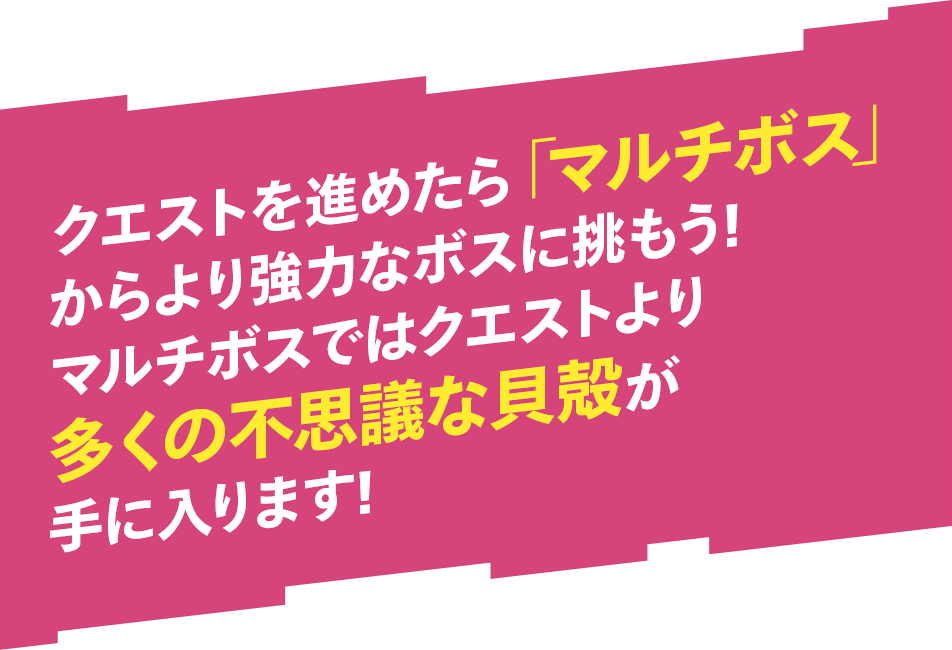 クエストを進めたら「マルチボス」
からより強力なボスに挑もう!
マルチボスではクエストより
多くの不思議な貝殻が
手に入ります!